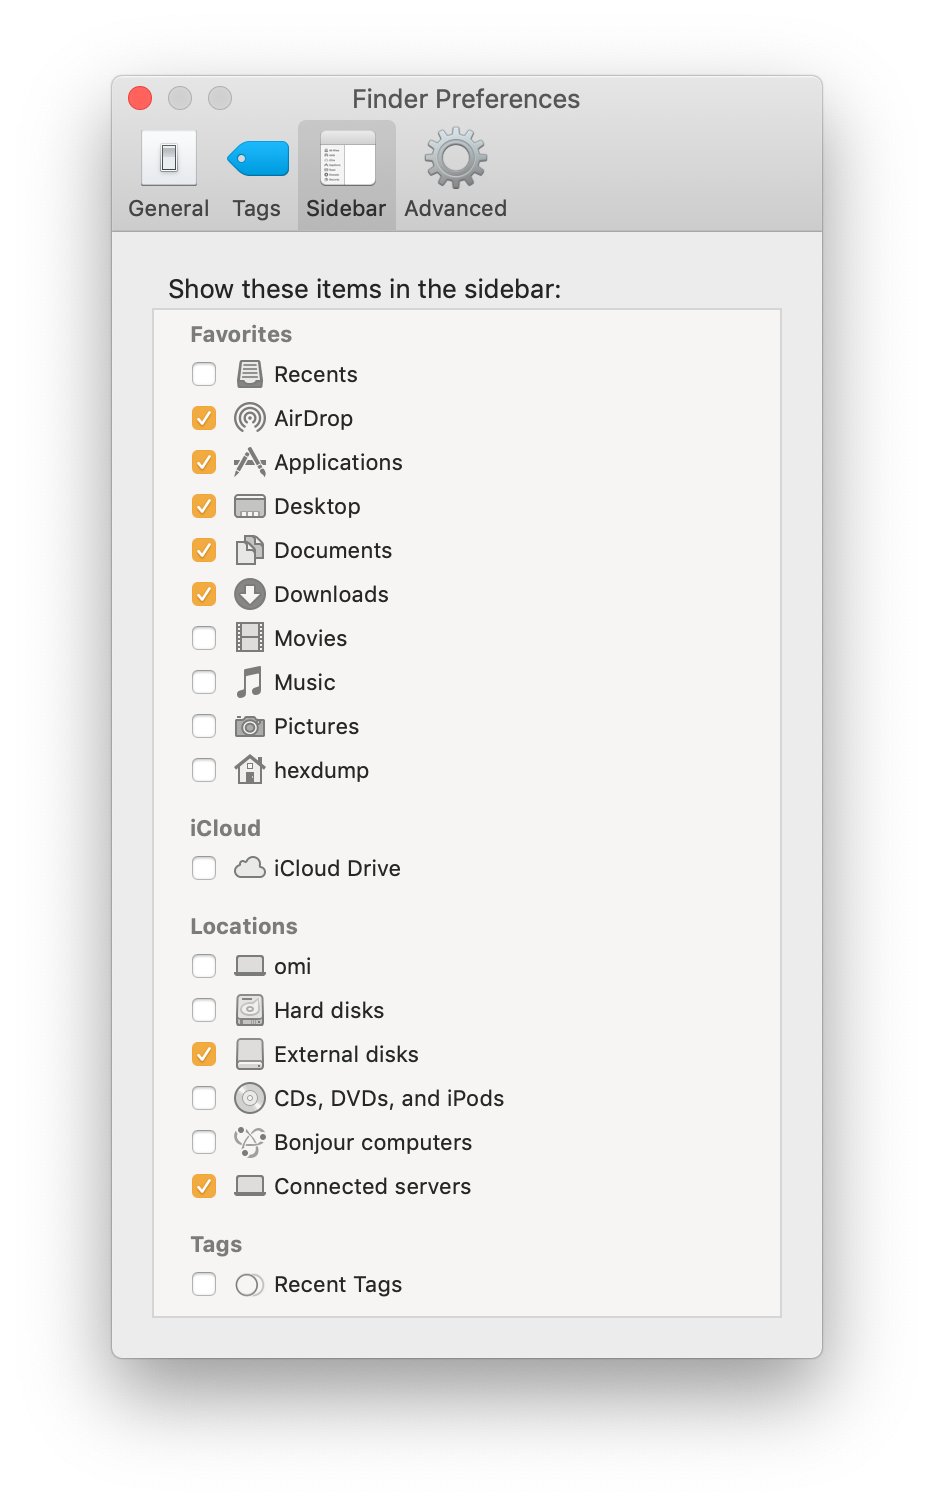 Finder Preferences
General Tags Sidebar Advanced
Show these items in the sidebar:
Favorites
Recents
AirDrop
Applications
Desktop
Documents
Downloads
Movies
Music
Pictures
hexdump
iCloud
iCloud Drive
Locations
omi
Hard disks
External disks
CDs, DVDs, and iPods
Bonjour computers
Connected servers
Tags
Recent Tags